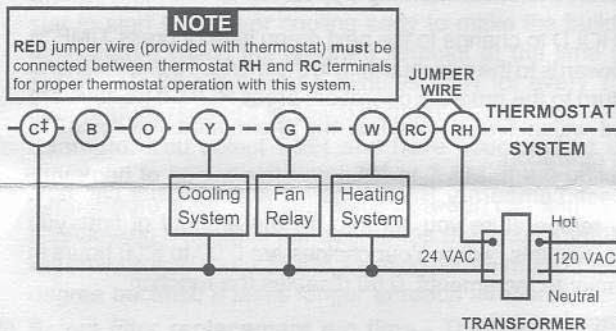 NOTE
RED jumper wire (provided with thermostat) must be
connected between thermostat RH and RC terminals
for proper thermostat operation with this system.
JUMPER
WIRE
THERMOSTAT
C‡ B O Y G W RC RH
SYSTEM
Cooling
System
Fan
Relay
Heating
System
Hot
24 VAC
120 VAC
Neutral
TRANSFORMER